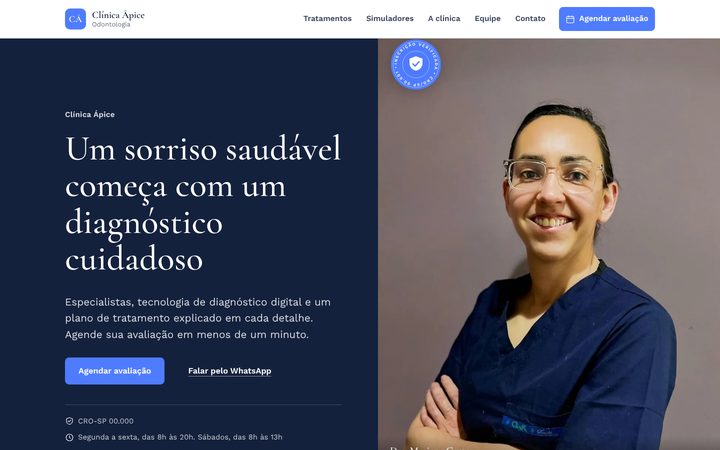 CÁ
Clínica Ápice
Odontologia
Tratamentos
Simuladores
A clínica
Equipe
Contato
Agendar avaliação
Clínica Ápice
Um sorriso saudável
começa com um
diagnóstico
cuidadoso
Especialistas, tecnologia de diagnóstico digital e um
plano de tratamento explicado em cada detalhe.
Agende sua avaliação em menos de um minuto.
Agendar avaliação
Falar pelo WhatsApp
CRO-SP 00.000
Segunda a sexta, das 8h às 20h. Sábados, das 8h às 13h
INSCRIÇÃO VERIFICADA